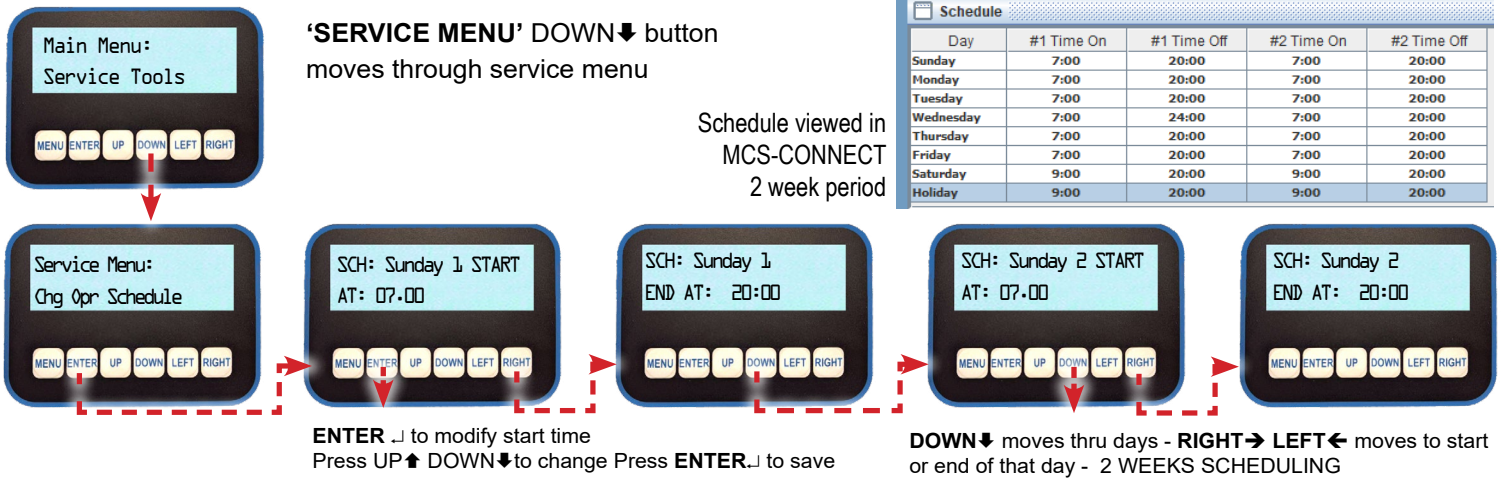 Main Menu:
Service Tools
MENU ENTER UP DOWN LEFT RIGHT
‘SERVICE MENU’ DOWN⬇ button
moves through service menu
Schedule viewed in
MCS-CONNECT
2 week period
Schedule
Day #1 Time On #1 Time Off #2 Time On #2 Time Off
Sunday 7:00 20:00 7:00 20:00
Monday 7:00 20:00 7:00 20:00
Tuesday 7:00 20:00 7:00 20:00
Wednesday 7:00 24:00 7:00 20:00
Thursday 7:00 20:00 7:00 20:00
Friday 7:00 20:00 7:00 20:00
Saturday 9:00 20:00 9:00 20:00
Holiday 9:00 20:00 9:00 20:00
Service Menu:
Chg Opr Schedule
MENU ENTER UP DOWN LEFT RIGHT
SCH: Sunday 1 START
AT: 07.00
MENU ENTER UP DOWN LEFT RIGHT
SCH: Sunday 1
END AT: 20:00
MENU ENTER UP DOWN LEFT RIGHT
SCH: Sunday 2 START
AT: 07.00
MENU ENTER UP DOWN LEFT RIGHT
SCH: Sunday 2
END AT: 20:00
MENU ENTER UP DOWN LEFT RIGHT
ENTER ↵ to modify start time
Press UP⬆ DOWN⬇to change Press ENTER↵ to save
DOWN⬇ moves thru days - RIGHT➔ LEFT🡸 moves to start
or end of that day - 2 WEEKS SCHEDULING